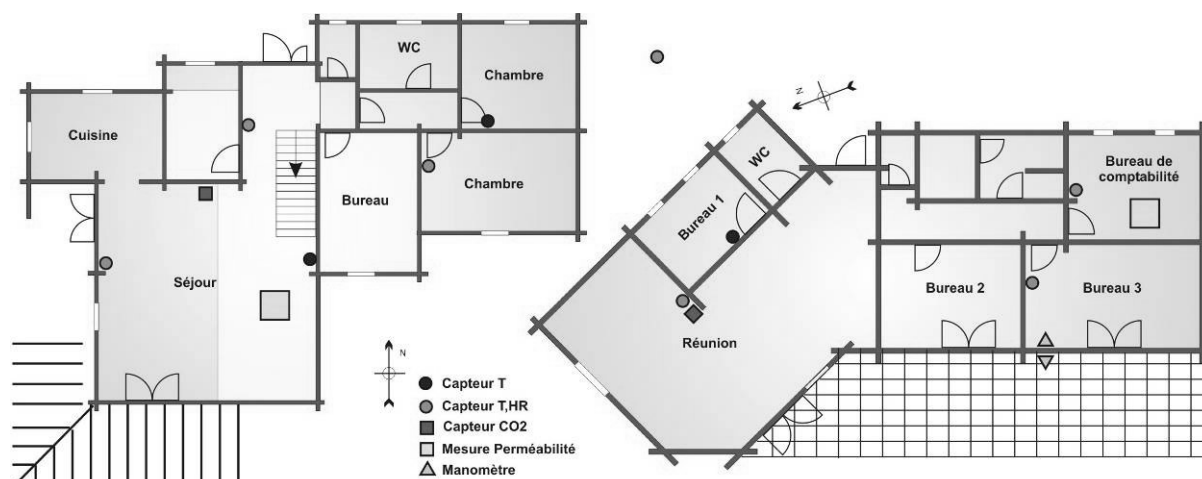 WC
Chambre
Cuisine
Chambre
Bureau
Séjour
N
Capteur T
Capteur T,HR
Capteur CO2
Mesure Perméabilité
Manomètre
N
WC
Bureau de
comptabilité
Bureau 1
Bureau 2
Bureau 3
Réunion